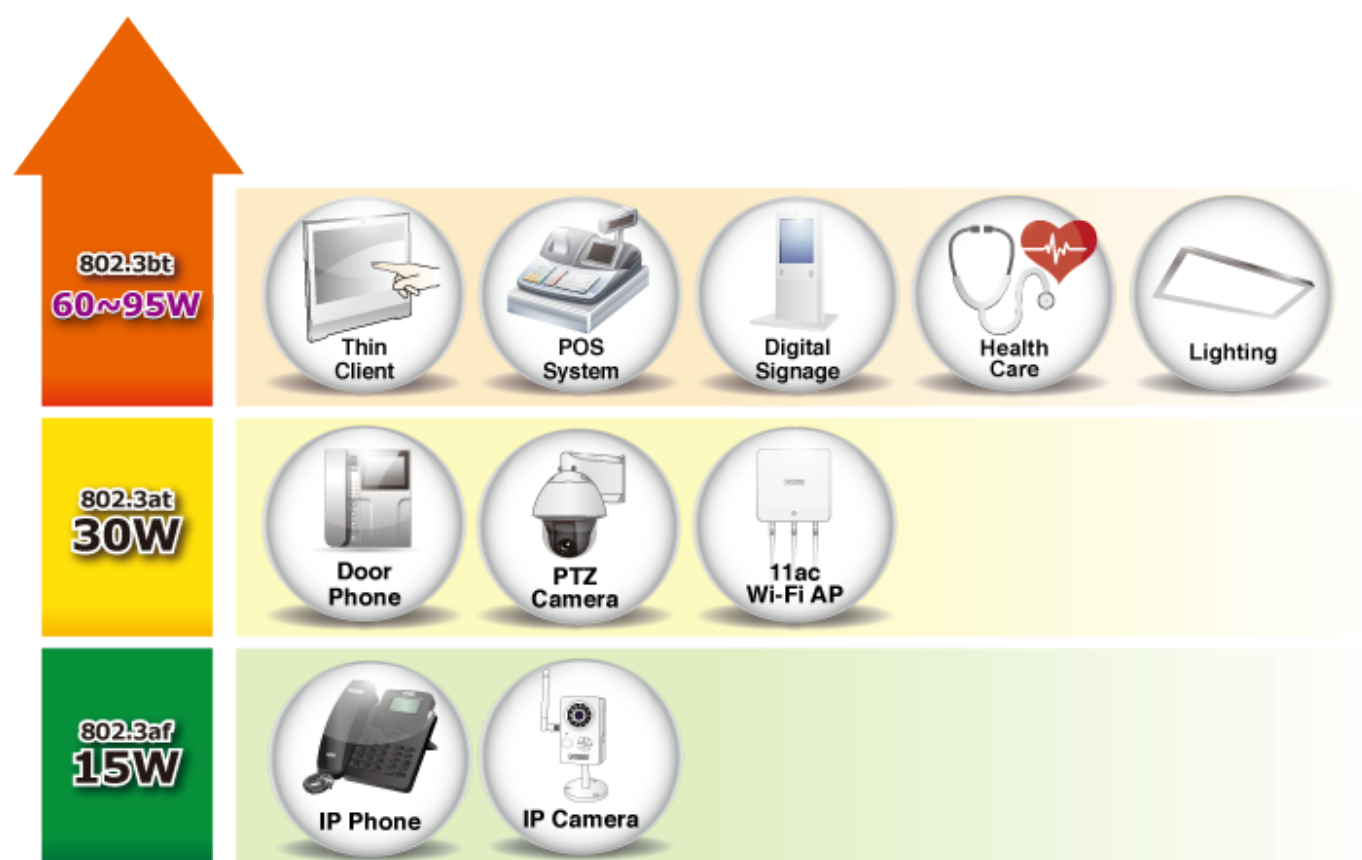 802.3bt
60~95W
Thin
Client
POS
System
Digital
Signage
Health
Care
Lighting
802.3at
30W
Door
Phone
PTZ
Camera
11ac
Wi-Fi AP
802.3af
15W
IP Phone
IP Camera